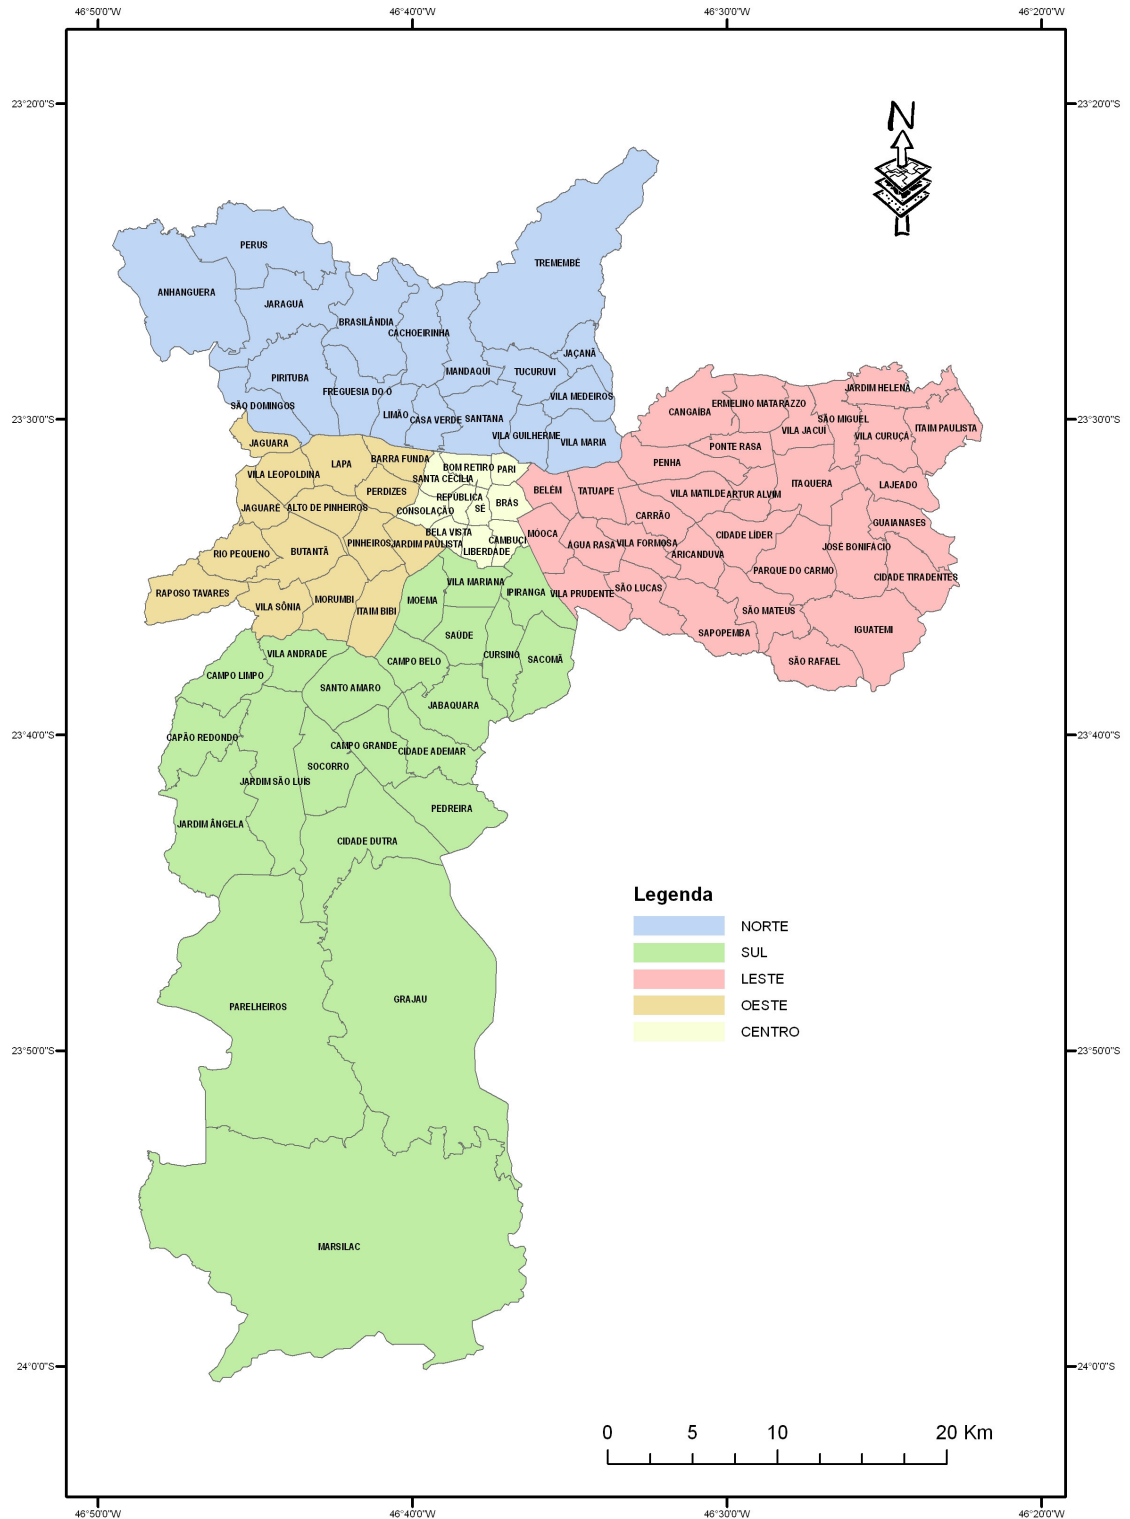 46°50'0"W 46°40'0"W 46°30'0"W 46°20'0"W
23°20'0"S 23°20'0"S
N
PERUS
TREMEMBÉ
ANHANGUERA
JARAGUÁ
BRASILÂNDIA
CACHOEIRINHA
JAÇANÃ
MANDAQUI
TUCURUVI
PIRITUBA
FREGUESIA DO Ó
VILA MEDEIROS
SÃO DOMINGOS
LIMÃO
CASA VERDE
SANTANA
VILA GUILHERME
VILA MARIA
23°30'0"S 23°30'0"S
JARDIM HELENA
ERMELINO MATARAZZO
CANGAÍBA
SÃO MIGUEL
VILA JACUÍ
VILA CURUÇÁ
ITAIM PAULISTA
PONTE RASA
PENHA
ITAQUERA
LAJEADO
VILA MATILDE
ARTUR ALVIM
BELÉM
TATUAPE
CARRÃO
GUAIANASES
CIDADE LÍDER
JOSÉ BONIFÁCIO
MOOCA
ÁGUA RASA
VILA FORMOSA
ARICANDUVA
PARQUE DO CARMO
CIDADE TIRADENTES
VILA PRUDENTE
SÃO LUCAS
SÃO MATEUS
SAPOPEMBA
IGUATEMI
SÃO RAFAEL
JAGUARA
LAPA
BARRA FUNDA
VILA LEOPOLDINA
PERDIZES
JAGUARÉ
ALTO DE PINHEIROS
RIO PEQUENO
BUTANTÃ
PINHEIROS
JARDIM PAULISTA
RAPOSO TAVARES
VILA SÔNIA
MORUMBI
ITAIM BIBI
BOM RETIRO
PARI
SANTA CECÍLIA
REPÚBLICA
BRÁS
CONSOLAÇÃO
SÉ
BELA VISTA
CAMBUCI
LIBERDADE
VILA MARIANA
IPIRANGA
MOEMA
SAÚDE
CURSINO
SACOMÃ
VILA ANDRADE
CAMPO BELO
CAMPO LIMPO
SANTO AMARO
JABAQUARA
23°40'0"S 23°40'0"S
CAPÃO REDONDO
CAMPO GRANDE
CIDADE ADEMAR
SOCORRO
JARDIM SÃO LUÍS
PEDREIRA
JARDIM ÂNGELA
CIDADE DUTRA
PARELHEIROS
GRAJAU
MARSILAC
Legenda
NORTE
SUL
LESTE
OESTE
CENTRO
23°50'0"S 23°50'0"S
24°0'0"S 24°0'0"S
0 5 10 20 Km
46°50'0"W 46°40'0"W 46°30'0"W 46°20'0"W